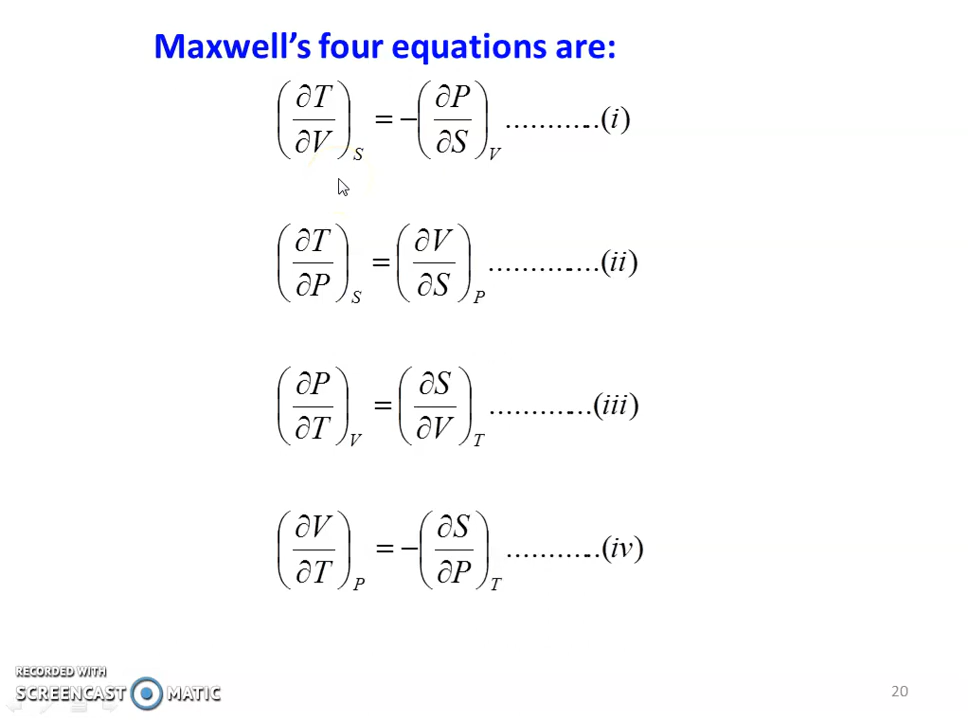 Maxwell's four equations are:
(∂T/∂V)_S = −(∂P/∂S)_V ............(i)
(∂T/∂P)_S = (∂V/∂S)_P ..............(ii)
(∂P/∂T)_V = (∂S/∂V)_T .............(iii)
(∂V/∂T)_P = −(∂S/∂P)_T ............(iv)
RECORDED WITH
SCREENCAST MATIC
20